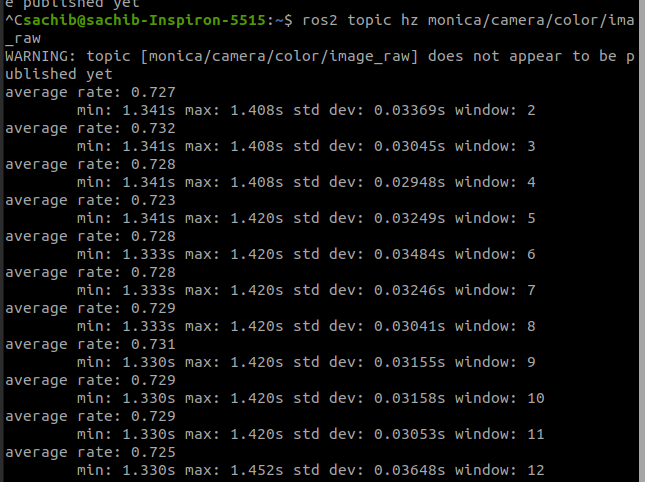 e published yet
^Csachib@sachib-Inspiron-5515:~$ ros2 topic hz monica/camera/color/ima
_raw
WARNING: topic [monica/camera/color/image_raw] does not appear to be p
ublished yet
average rate: 0.727
min: 1.341s max: 1.408s std dev: 0.03369s window: 2
average rate: 0.732
min: 1.341s max: 1.408s std dev: 0.03045s window: 3
average rate: 0.728
min: 1.341s max: 1.408s std dev: 0.02948s window: 4
average rate: 0.723
min: 1.341s max: 1.420s std dev: 0.03249s window: 5
average rate: 0.728
min: 1.333s max: 1.420s std dev: 0.03484s window: 6
average rate: 0.728
min: 1.333s max: 1.420s std dev: 0.03246s window: 7
average rate: 0.729
min: 1.333s max: 1.420s std dev: 0.03041s window: 8
average rate: 0.731
min: 1.330s max: 1.420s std dev: 0.03155s window: 9
average rate: 0.729
min: 1.330s max: 1.420s std dev: 0.03158s window: 10
average rate: 0.729
min: 1.330s max: 1.420s std dev: 0.03053s window: 11
average rate: 0.725
min: 1.330s max: 1.452s std dev: 0.03648s window: 12